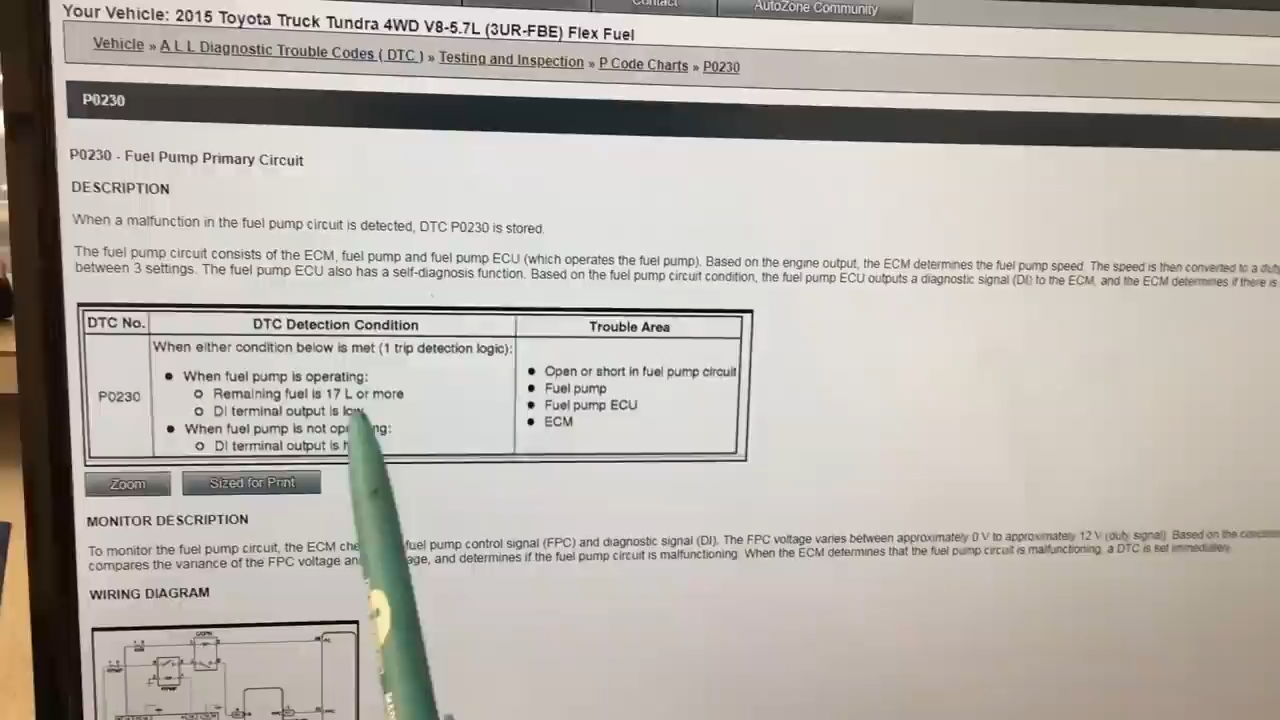 Contact
AutoZone Community
Your Vehicle: 2015 Toyota Truck Tundra 4WD V8-5.7L (3UR-FBE) Flex Fuel
Vehicle » A L L Diagnostic Trouble Codes ( DTC ) » Testing and Inspection » P Code Charts » P0230
P0230
P0230 - Fuel Pump Primary Circuit
DESCRIPTION
When a malfunction in the fuel pump circuit is detected, DTC P0230 is stored.
The fuel pump circuit consists of the ECM, fuel pump and fuel pump ECU (which operates the fuel pump). Based on the engine output, the ECM determines the fuel pump speed. The speed is then converted to a
between 3 settings. The fuel pump ECU also has a self-diagnosis function. Based on the fuel pump circuit condition, the fuel pump ECU outputs a diagnostic signal (DI) to the ECM, and the ECM determines if there is
DTC No. DTC Detection Condition Trouble Area
P0230
When either condition below is met (1 trip detection logic):
● When fuel pump is operating:
o Remaining fuel is 17 L or more
o DI terminal output is low
● When fuel pump is not
o DI terminal output is
● Open or short in fuel pump circuit
● Fuel pump
● Fuel pump ECU
● ECM
Zoom Sized for Print
MONITOR DESCRIPTION
To monitor the fuel pump circuit, the ECM fuel pump control signal (FPC) and diagnostic signal (DI). The FPC voltage varies between approximately 0 V to approximately 12 V (duty signal). Based on the
compares the variance of the FPC voltage and determines if the fuel pump circuit is malfunctioning. When the ECM determines that the fuel pump circuit is malfunctioning, a DTC is set immediately.
WIRING DIAGRAM